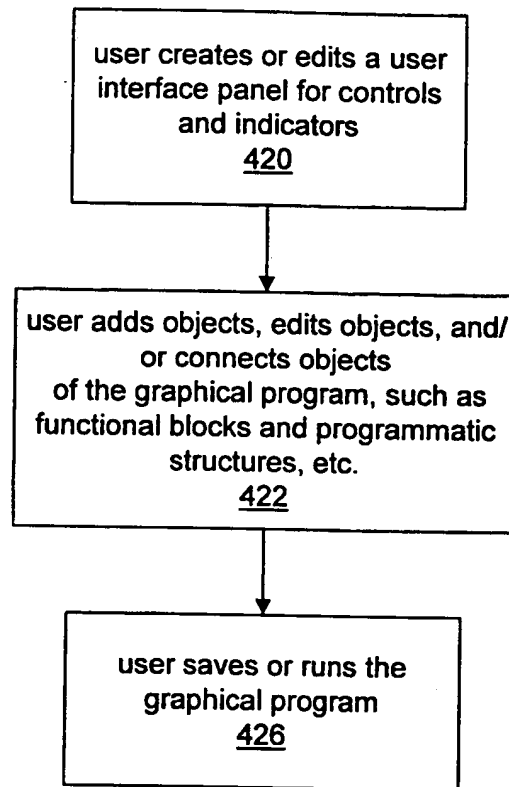 user creates or edits a user
interface panel for controls
and indicators
420
user adds objects, edits objects, and/
or connects objects
of the graphical program, such as
functional blocks and programmatic
structures, etc.
422
user saves or runs the
graphical program
426